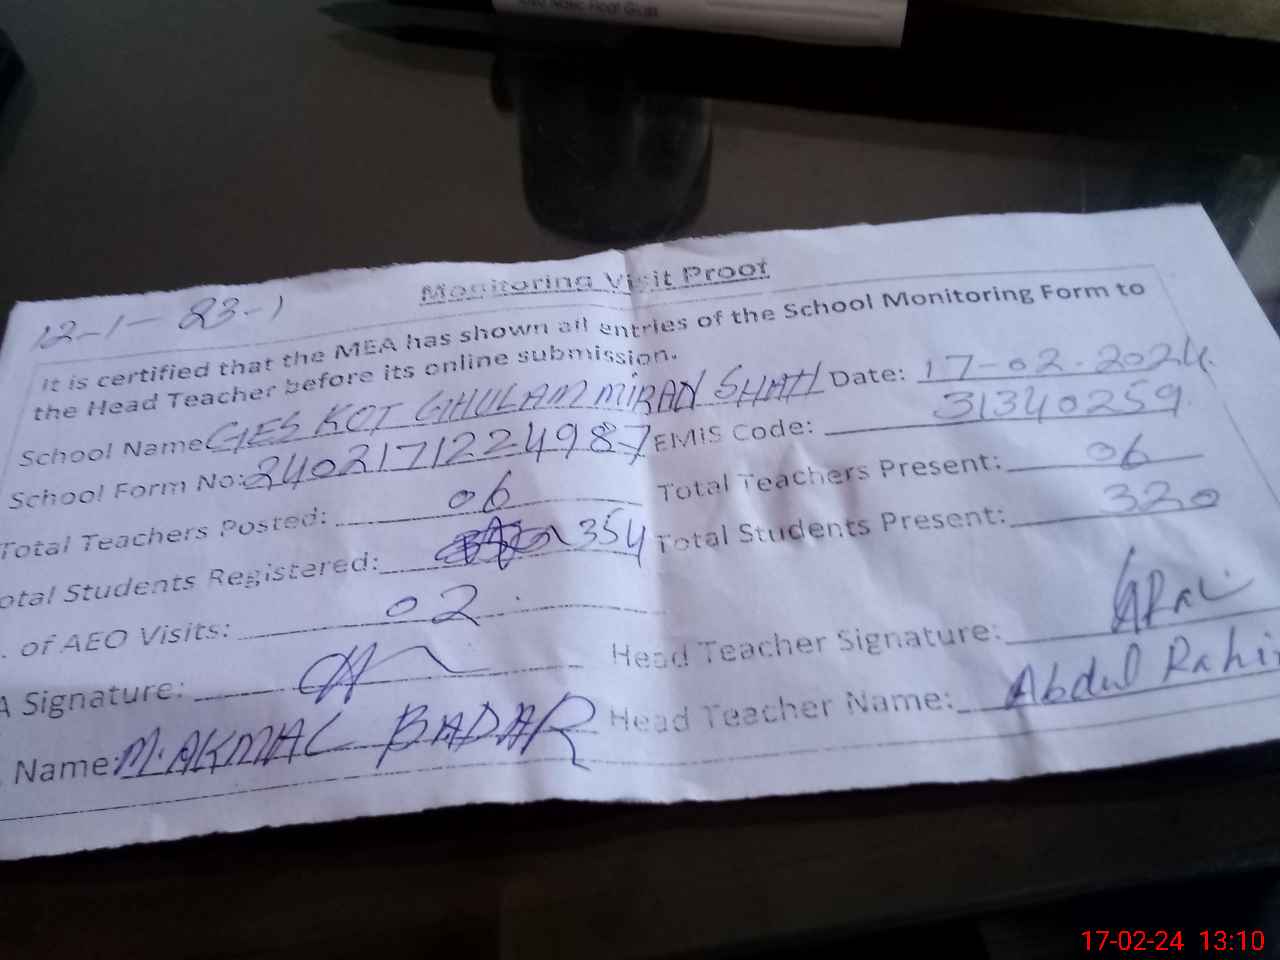 Monitoring Visit Proof
12-1-23-1
It is certified that the MEA has shown all entries of the School Monitoring Form to
the Head Teacher before its online submission.
School Name: GES KOT GHULAM MIRAN SHAH Date: 17-02-2024
School Form No: 2402171224987 EMIS Code: 31340259
Total Teachers Posted: 06 Total Teachers Present: 06
otal Students Registered: 354 Total Students Present: 320
. of AEO Visits: 02
A Signature: Head Teacher Signature:
Name: M.AKMAL BADAR Head Teacher Name: Abdul Rahi
17-02-24 13:10